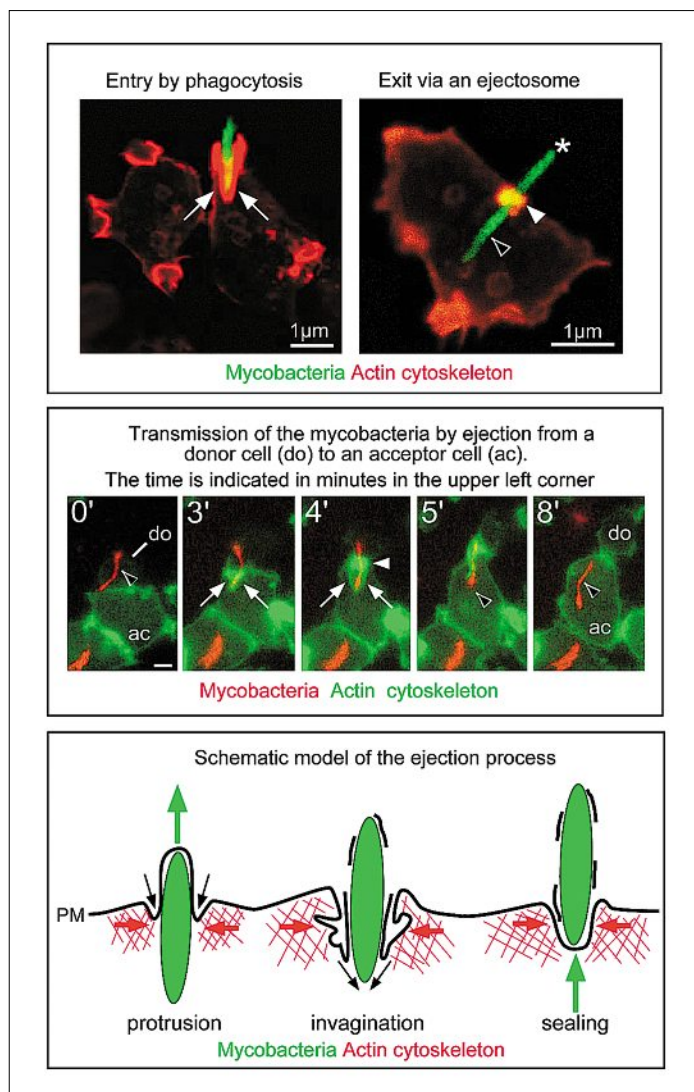 Entry by phagocytosis
Exit via an ejectosome
*
1µm
1µm
Mycobacteria Actin cytoskeleton
Transmission of the mycobacteria by ejection from a
donor cell (do) to an acceptor cell (ac).
The time is indicated in minutes in the upper left corner
0' 3' 4' 5' 8'
do
do
ac
ac
Mycobacteria Actin cytoskeleton
Schematic model of the ejection process
PM
protrusion invagination sealing
Mycobacteria Actin cytoskeleton